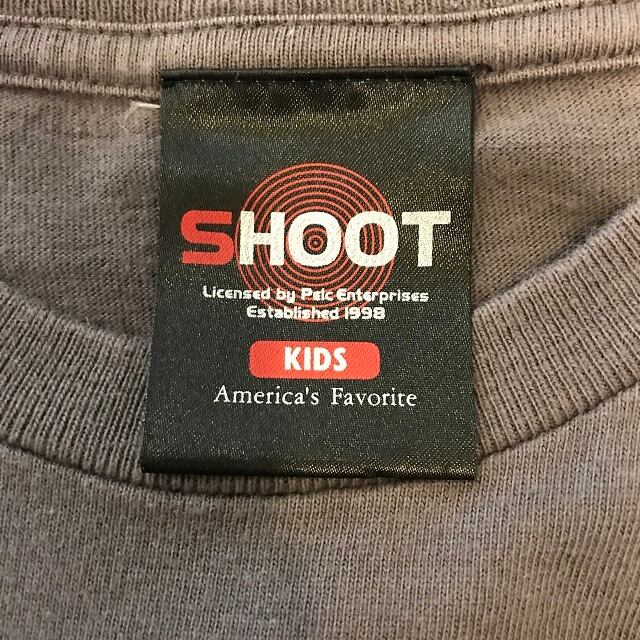 SHOOT
Licensed by Pelc Enterprises
Established 1998
KIDS
America's Favorite